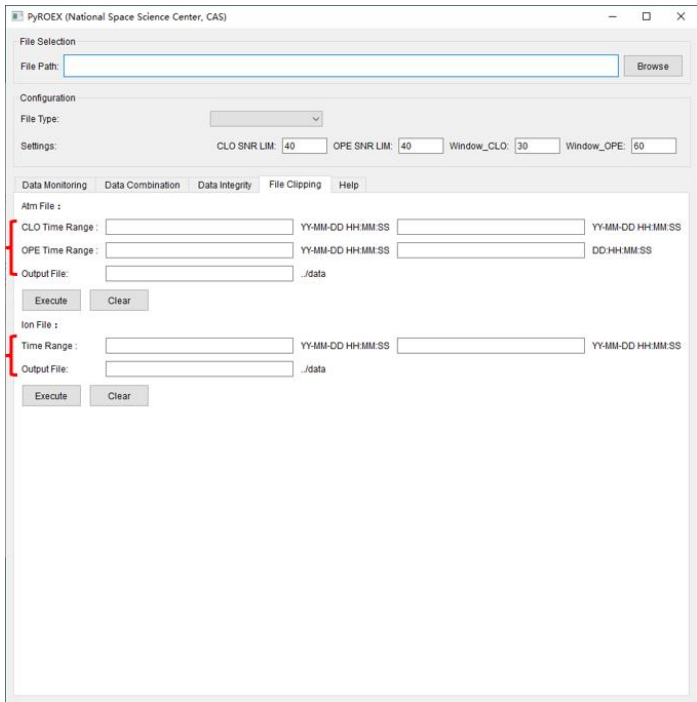 PyROEX (National Space Science Center, CAS)
File Selection
File Path: Browse
Configuration
File Type:
Settings: CLO SNR LIM: 40 OPE SNR LIM: 40 Window_CLO: 30 Window_OPE: 60
Data Monitoring Data Combination Data Integrity File Clipping Help
Atm File :
CLO Time Range : YY-MM-DD HH:MM:SS YY-MM-DD HH:MM:SS
OPE Time Range : YY-MM-DD HH:MM:SS DD:HH:MM:SS
Output File: ../data
Execute Clear
Ion File :
Time Range : YY-MM-DD HH:MM:SS YY-MM-DD HH:MM:SS
Output File: ../data
Execute Clear